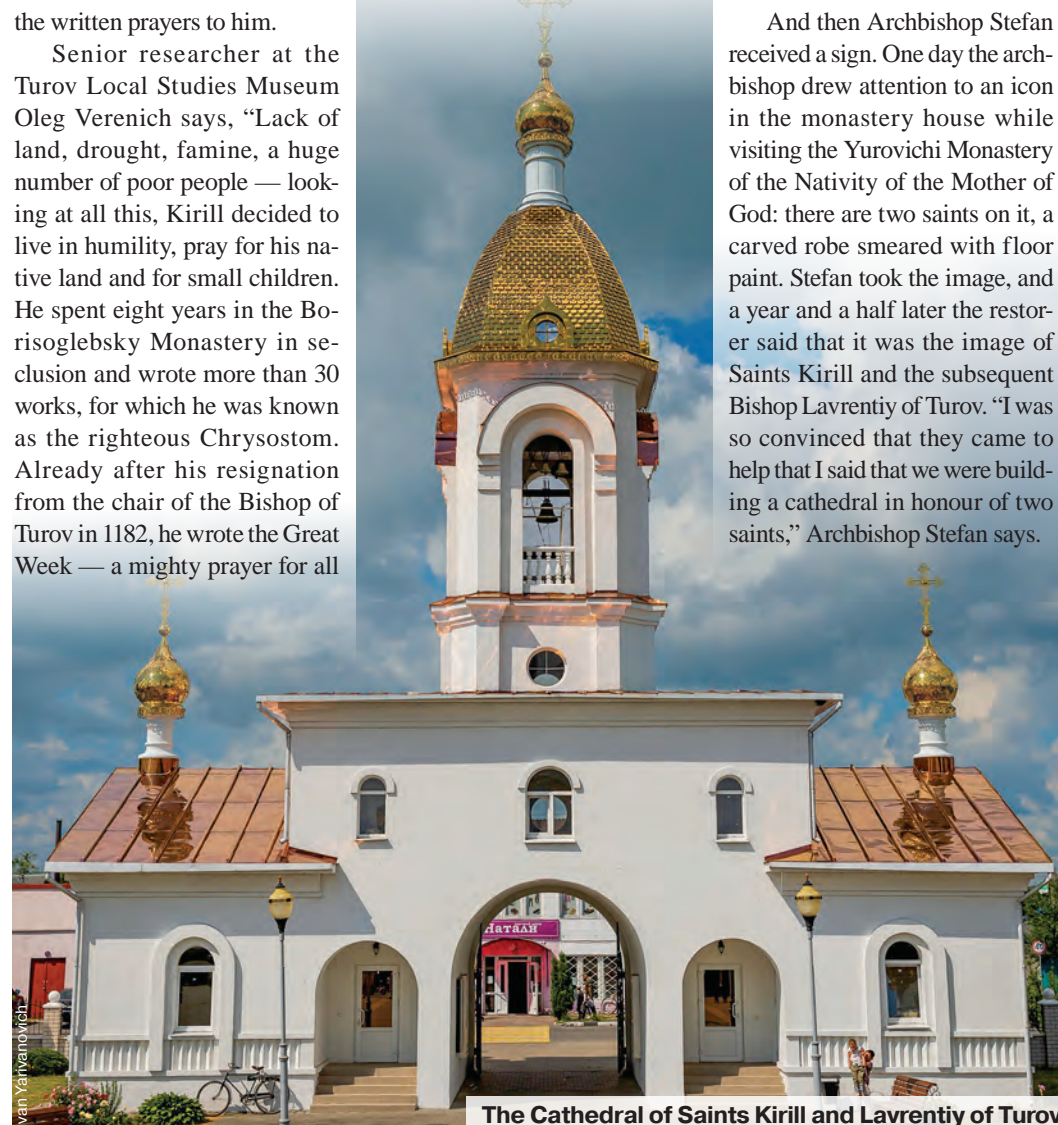 the written prayers to him.
Senior researcher at the
Turov Local Studies Museum
Oleg Verenich says, “Lack of
land, drought, famine, a huge
number of poor people — look-
ing at all this, Kirill decided to
live in humility, pray for his na-
tive land and for small children.
He spent eight years in the Bo-
risoglebsky Monastery in se-
clusion and wrote more than 30
works, for which he was known
as the righteous Chrysostom.
Already after his resignation
from the chair of the Bishop of
Turov in 1182, he wrote the Great
Week — a mighty prayer for all
And then Archbishop Stefan
received a sign. One day the arch-
bishop drew attention to an icon
in the monastery house while
visiting the Yurovichi Monastery
of the Nativity of the Mother of
God: there are two saints on it, a
carved robe smeared with floor
paint. Stefan took the image, and
a year and a half later the restor-
er said that it was the image of
Saints Kirill and the subsequent
Bishop Lavrentiy of Turov. “I was
so convinced that they came to
help that I said that we were build-
ing a cathedral in honour of two
saints,” Archbishop Stefan says.
Натали
van Yarivanovich
The Cathedral of Saints Kirill and Lavrentiy of Turov